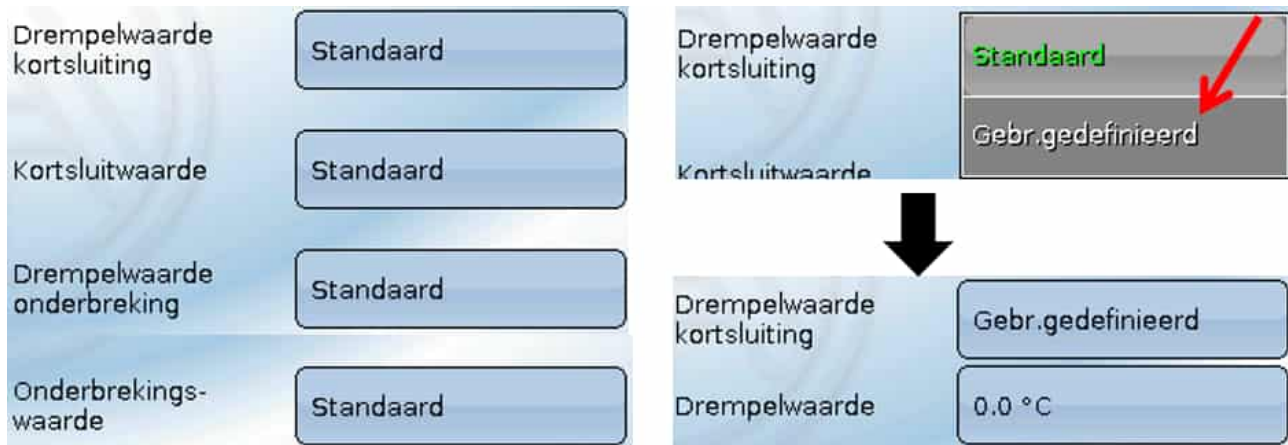 Drempelwaarde
kortsluiting
Standaard
Kortsluitwaarde
Standaard
Drempelwaarde
onderbreking
Standaard
Onderbrekings-
waarde
Standaard
Drempelwaarde
kortsluiting
Standaard
Gebr.gedefinieerd
Kortsluitwaarde
Drempelwaarde
kortsluiting
Gebr.gedefinieerd
Drempelwaarde
0.0 °C